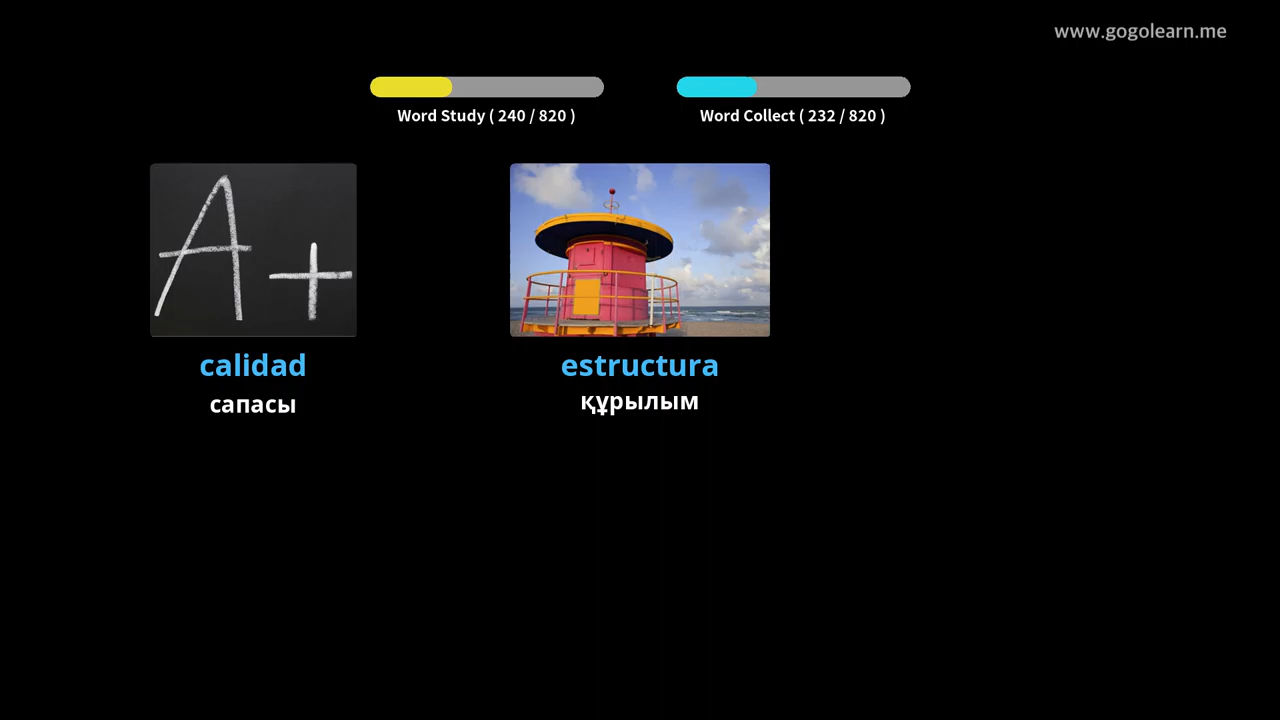 www.gogolearn.me
Word Study ( 240 / 820 )
Word Collect ( 232 / 820 )
A+
calidad
сапасы
estructura
құрылым